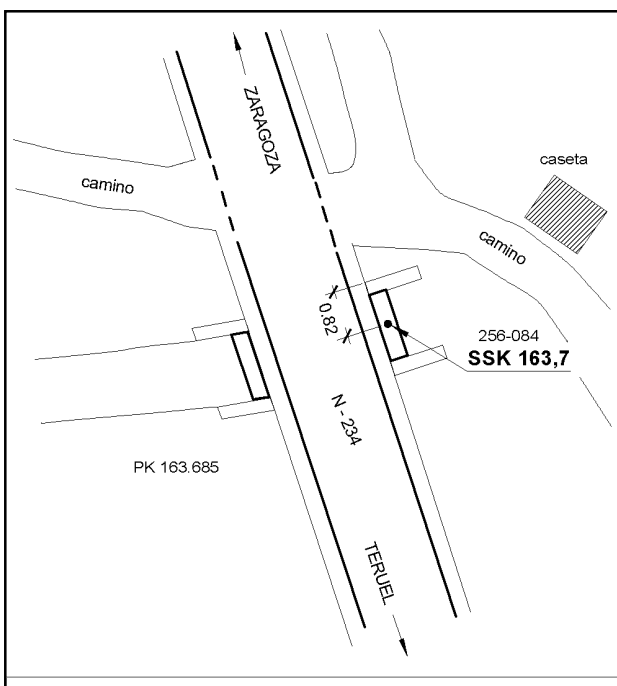 ZARAGOZA
caseta
camino
camino
0.82
256-084
SSK 163,7
N - 234
PK 163.685
TERUEL